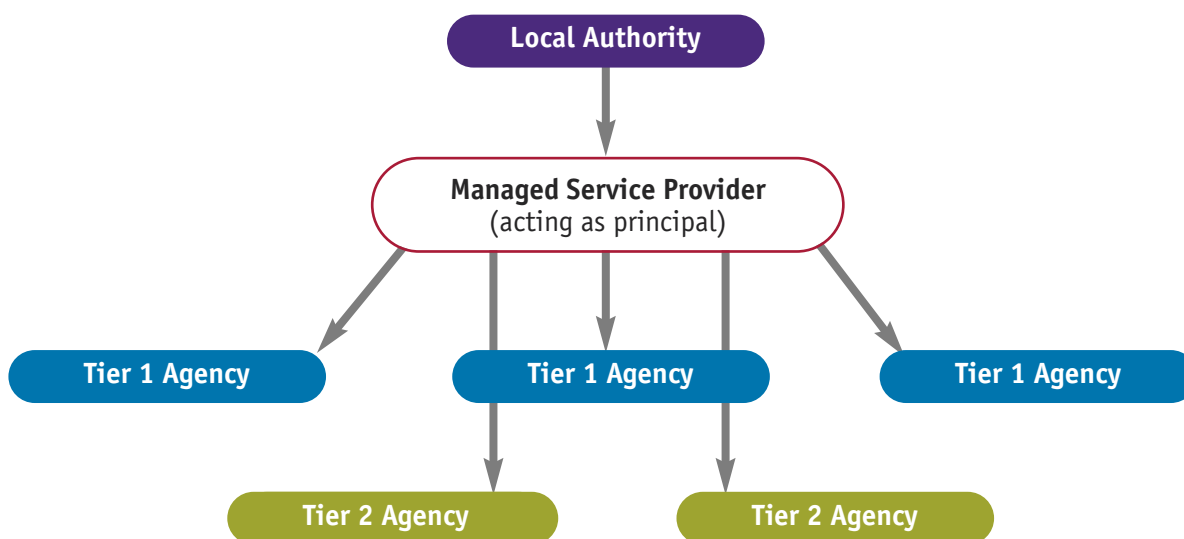 Local Authority
Managed Service Provider
(acting as principal)
Tier 1 Agency
Tier 1 Agency
Tier 1 Agency
Tier 2 Agency
Tier 2 Agency